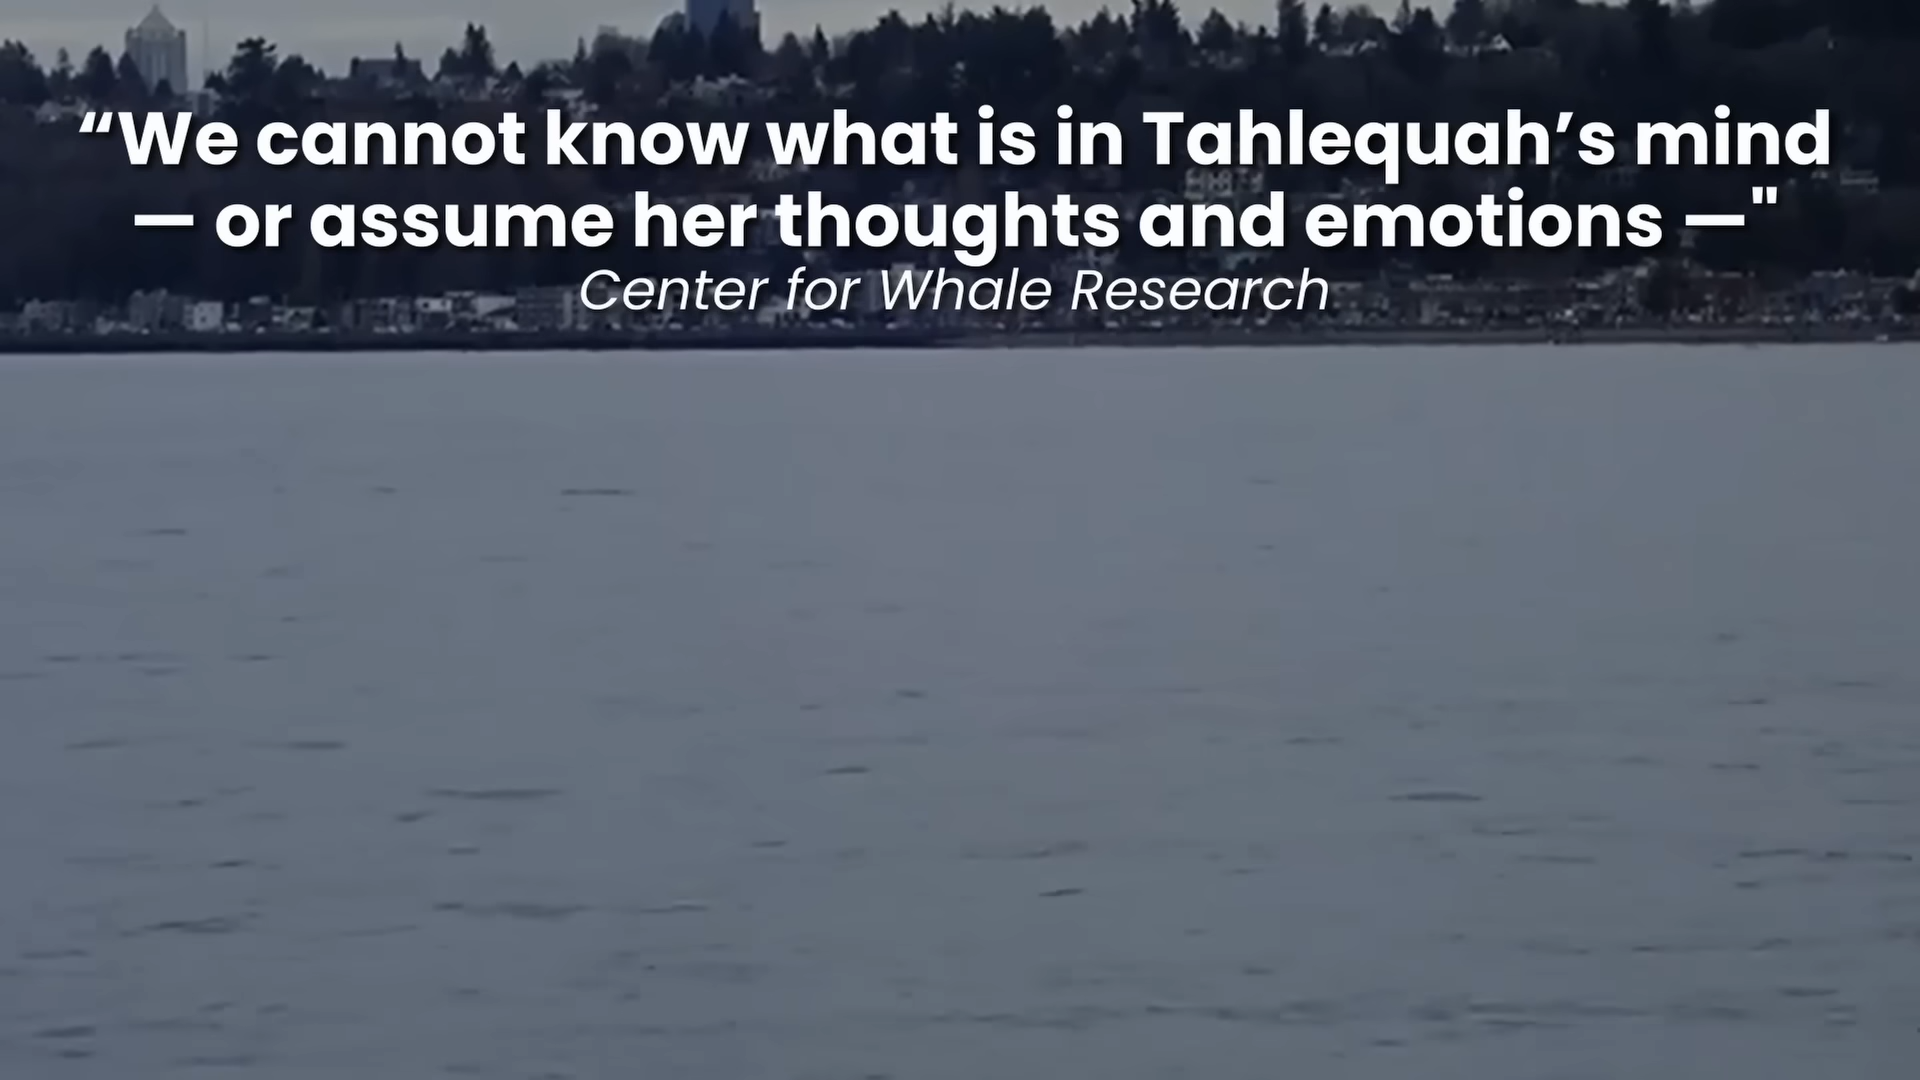 “We cannot know what is in Tahlequah’s mind
— or assume her thoughts and emotions —"
Center for Whale Research